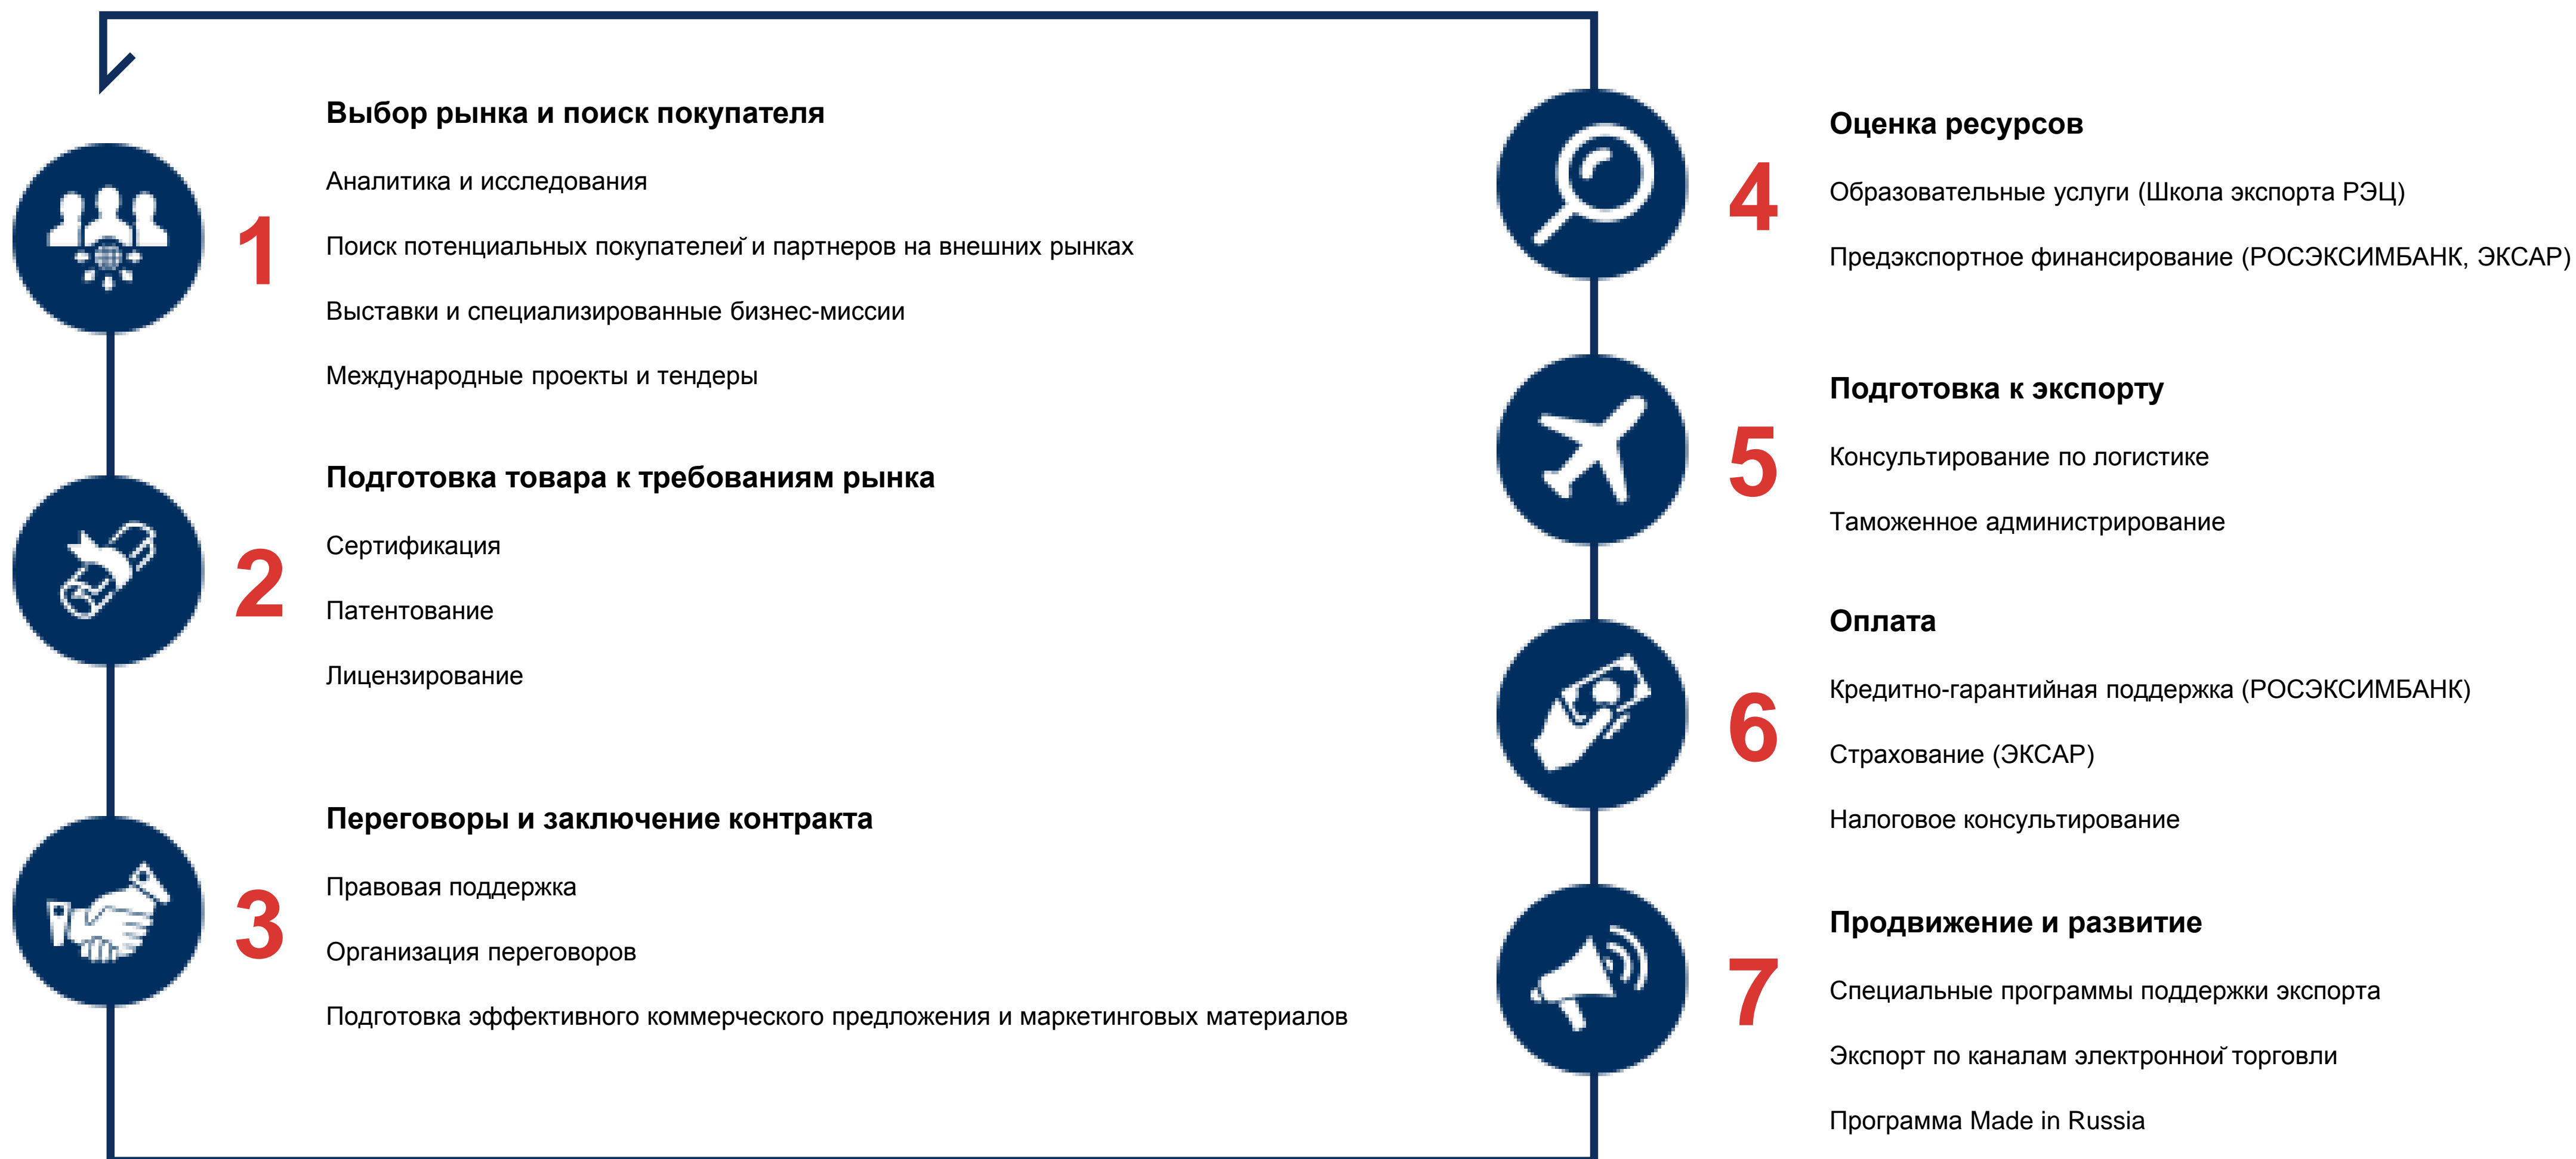 1
Выбор рынка и поиск покупателя
Аналитика и исследования
Поиск потенциальных покупателей и партнеров на внешних рынках
Выставки и специализированные бизнес-миссии
Международные проекты и тендеры
2
Подготовка товара к требованиям рынка
Сертификация
Патентование
Лицензирование
3
Переговоры и заключение контракта
Правовая поддержка
Организация переговоров
Подготовка эффективного коммерческого предложения и маркетинговых материалов
4
Оценка ресурсов
Образовательные услуги (Школа экспорта РЭЦ)
Предэкспортное финансирование (РОСЭКСИМБАНК, ЭКСАР)
5
Подготовка к экспорту
Консультирование по логистике
Таможенное администрирование
6
Оплата
Кредитно-гарантийная поддержка (РОСЭКСИМБАНК)
Страхование (ЭКСАР)
Налоговое консультирование
7
Продвижение и развитие
Специальные программы поддержки экспорта
Экспорт по каналам электронной торговли
Программа Made in Russia